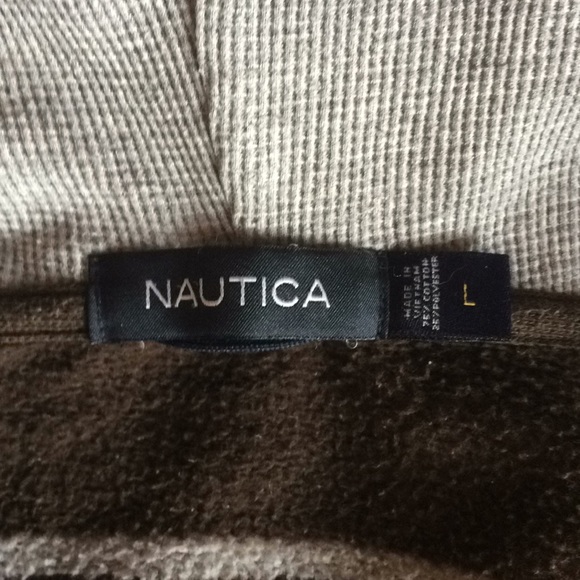 NAUTICA
MADE IN
VIETNAM
75% COTTON
25% POLYESTER
L